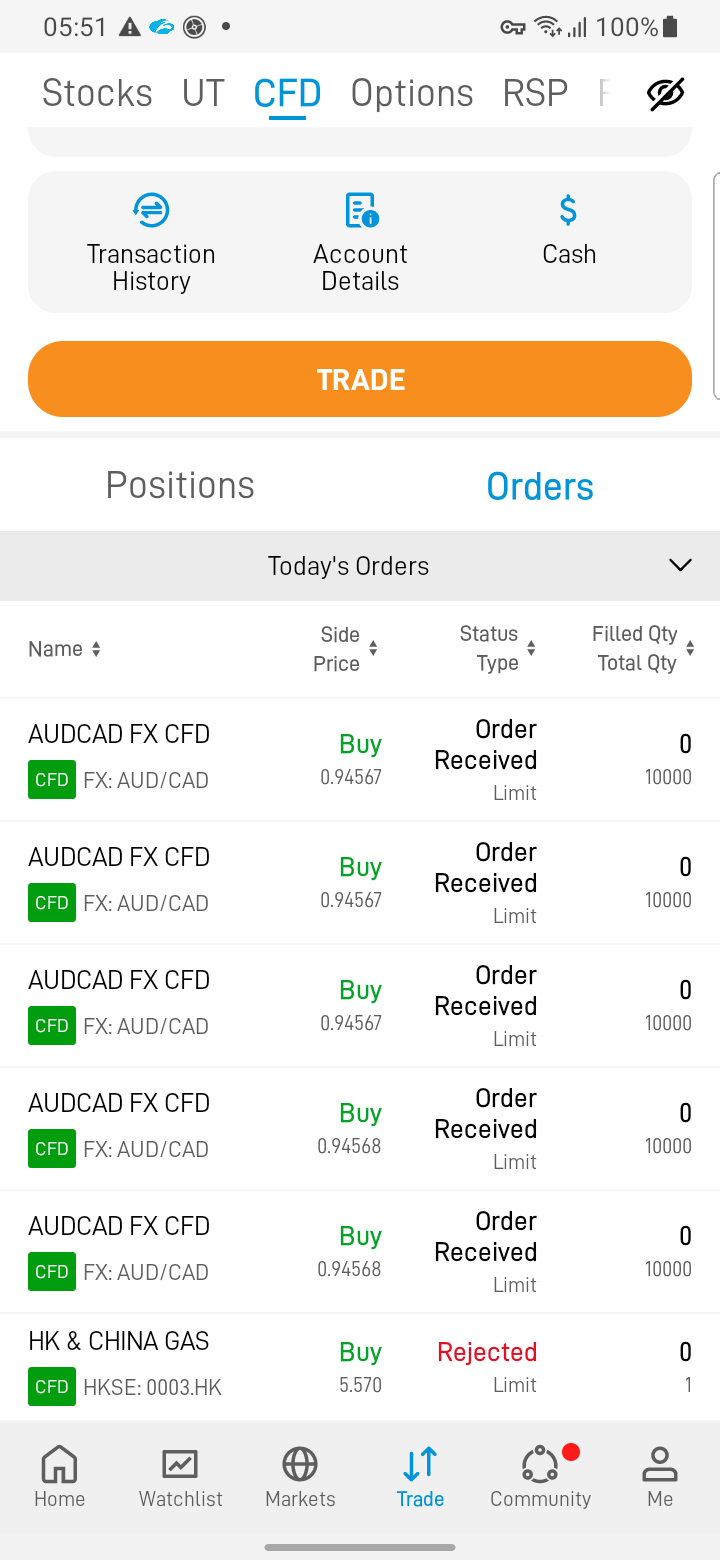 05:51
100%
Stocks UT CFD Options RSP
Transaction History
Account Details
Cash
TRADE
Positions Orders
Today's Orders
Name
Side Price
Status Type
Filled Qty Total Qty
AUDCAD FX CFD
CFD FX: AUD/CAD
Buy
0.94567
Order Received
Limit
0
10000
AUDCAD FX CFD
CFD FX: AUD/CAD
Buy
0.94567
Order Received
Limit
0
10000
AUDCAD FX CFD
CFD FX: AUD/CAD
Buy
0.94567
Order Received
Limit
0
10000
AUDCAD FX CFD
CFD FX: AUD/CAD
Buy
0.94568
Order Received
Limit
0
10000
AUDCAD FX CFD
CFD FX: AUD/CAD
Buy
0.94568
Order Received
Limit
0
10000
HK & CHINA GAS
CFD HKSE: 0003.HK
Buy
5.570
Rejected
Limit
0
1
Home Watchlist Markets Trade Community Me